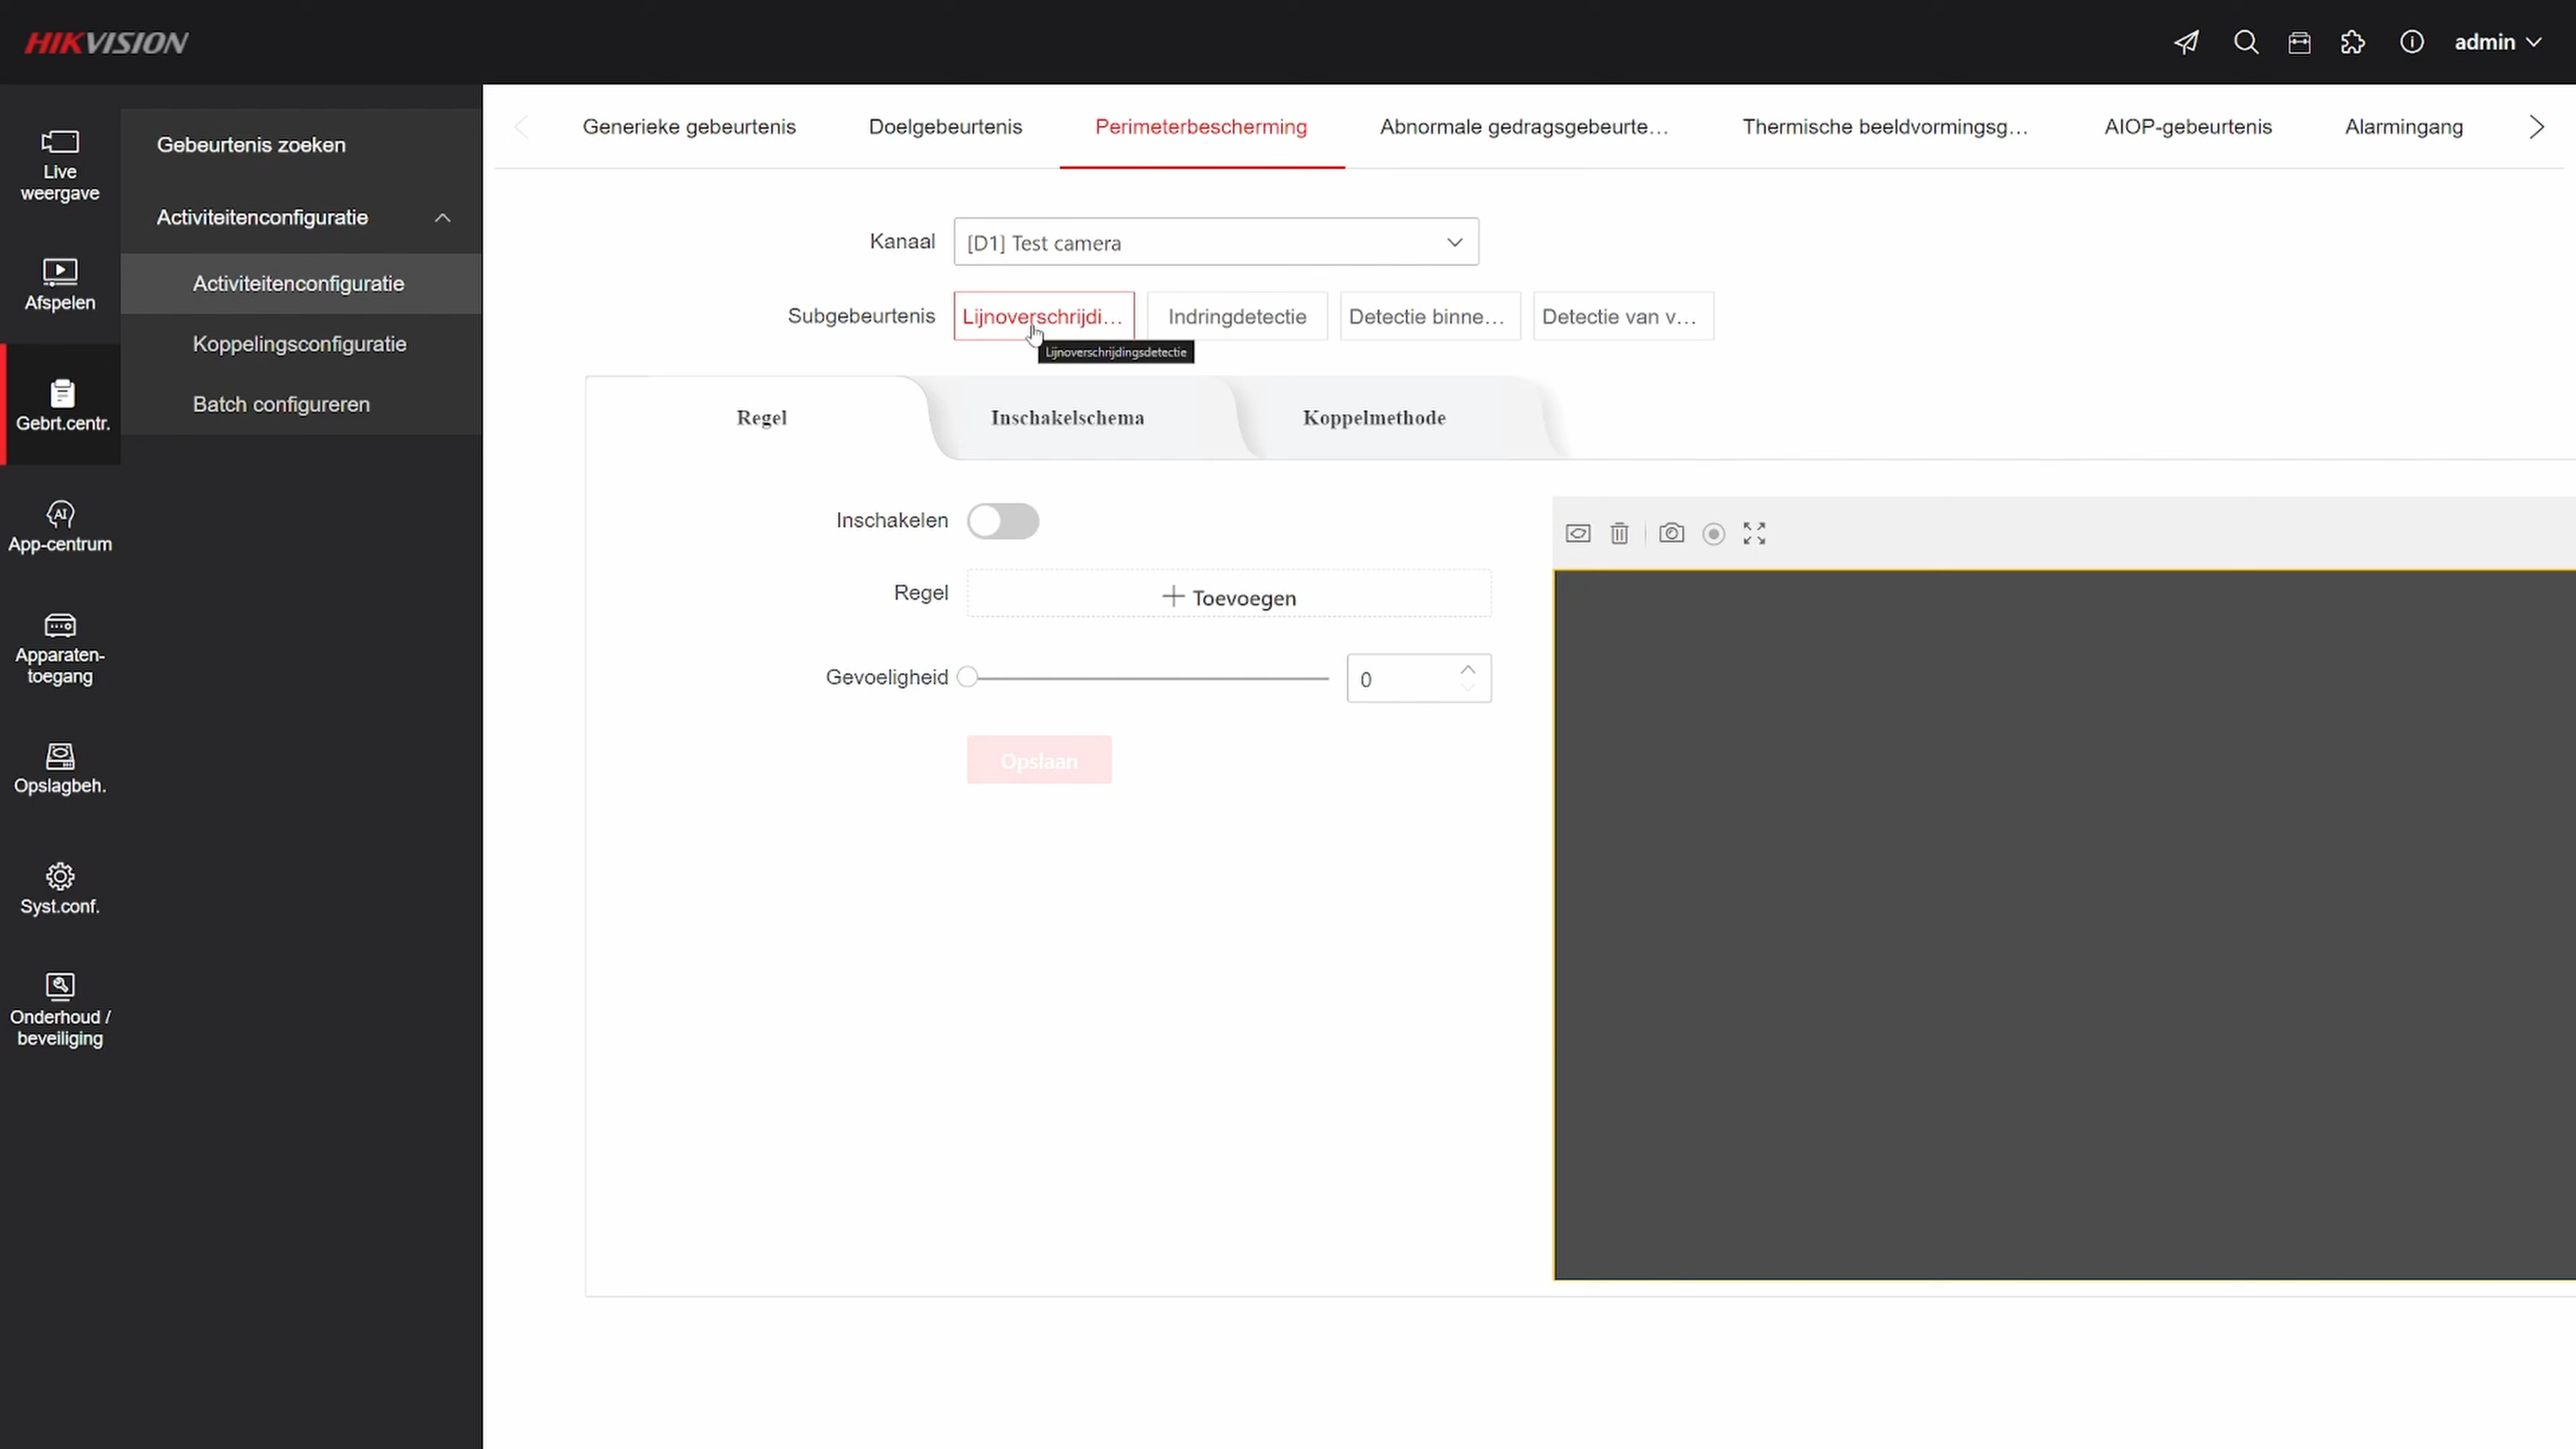 HIKVISION
admin
Live
weergave
Afspelen
Gebrt.centr.
App-centrum
Apparaten-
toegang
Opslagbeh.
Syst.conf.
Onderhoud /
beveiliging
Gebeurtenis zoeken
Activiteitenconfiguratie
Activiteitenconfiguratie
Koppelingsconfiguratie
Batch configureren
Generieke gebeurtenis
Doelgebeurtenis
Perimeterbescherming
Abnormale gedragsgebeurte...
Thermische beeldvormingsg...
AIOP-gebeurtenis
Alarmingang
Kanaal
[D1] Test camera
Subgebeurtenis
Lijnoverschrijdi...
Indringdetectie
Detectie binne...
Detectie van v...
Lijnoverschrijdingsdetectie
Regel
Inschakelschema
Koppelmethode
Inschakelen
Regel
Toevoegen
Gevoeligheid
0
Opslaan
AI